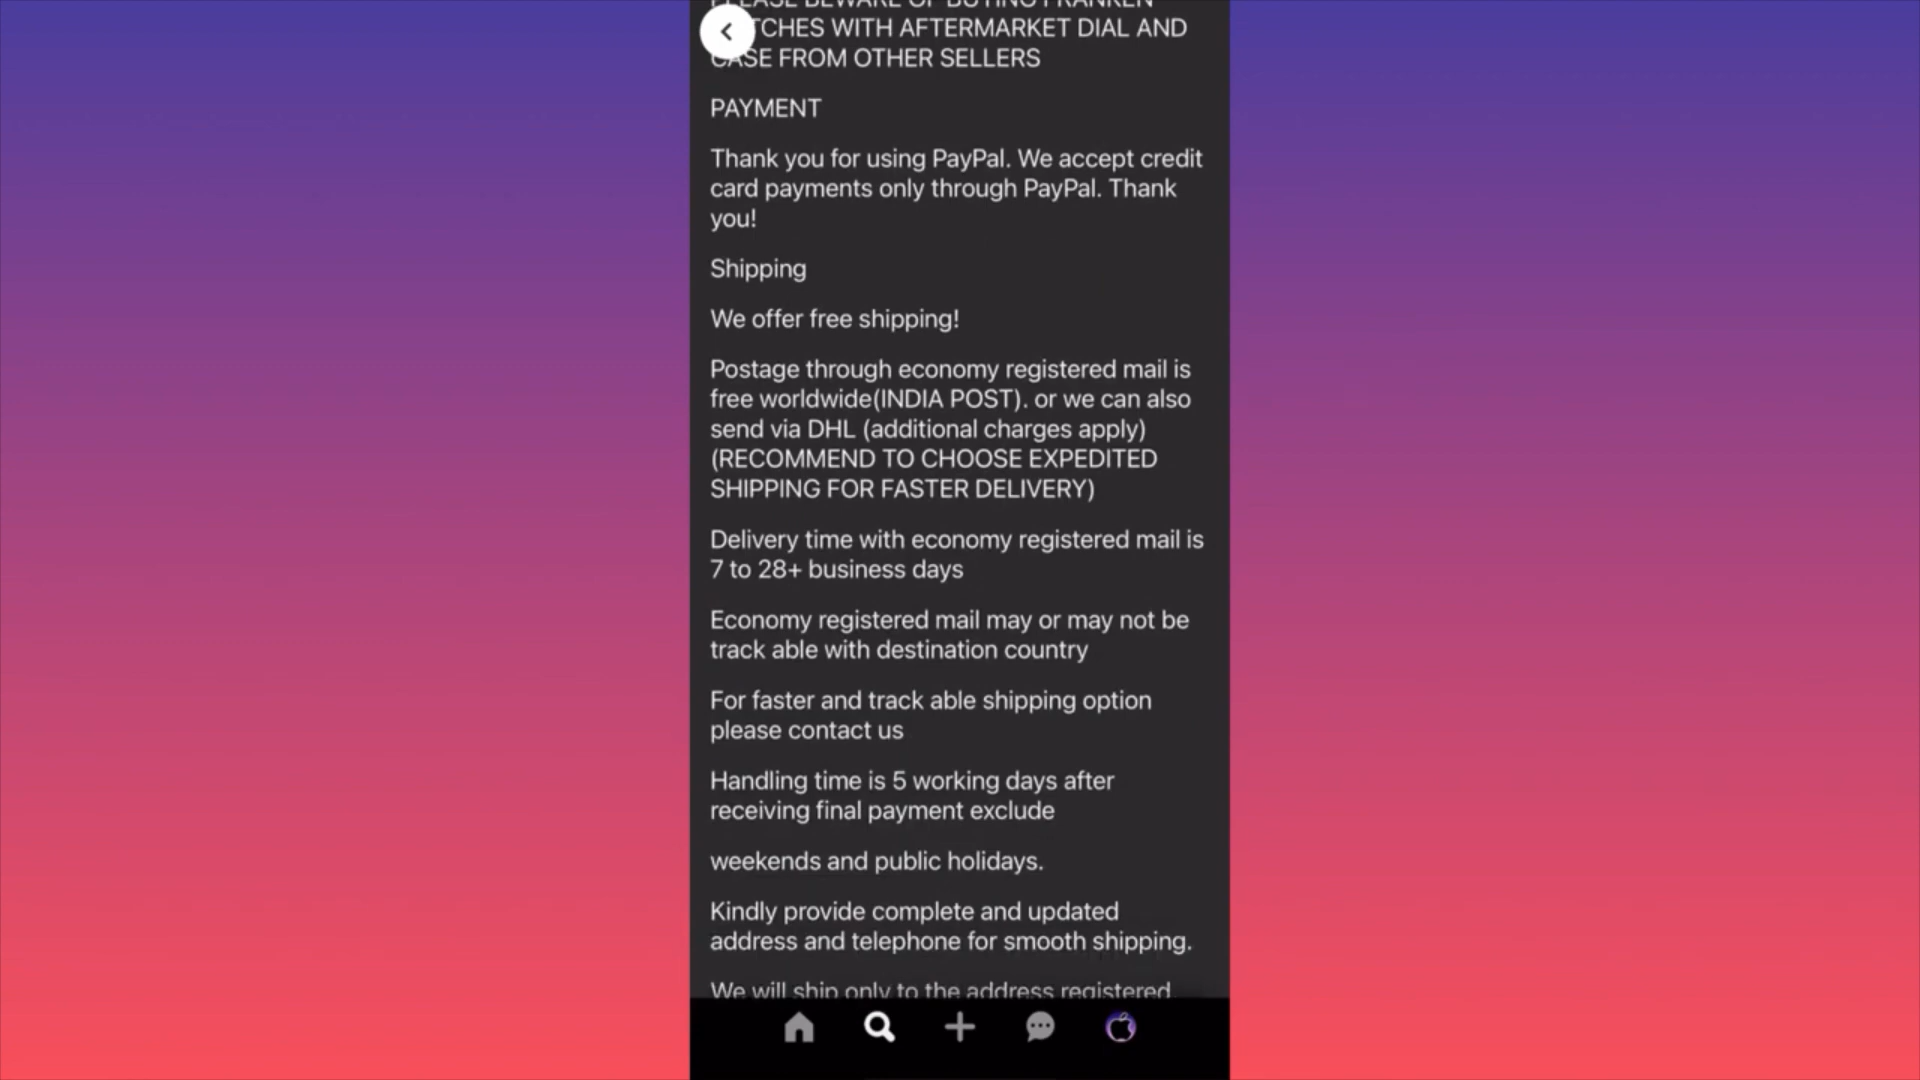 PLEASE BEWARE OF BUYING FRANKEN
TCHES WITH AFTERMARKET DIAL AND
CASE FROM OTHER SELLERS
PAYMENT
Thank you for using PayPal. We accept credit
card payments only through PayPal. Thank
you!
Shipping
We offer free shipping!
Postage through economy registered mail is
free worldwide(INDIA POST). or we can also
send via DHL (additional charges apply)
(RECOMMEND TO CHOOSE EXPEDITED
SHIPPING FOR FASTER DELIVERY)
Delivery time with economy registered mail is
7 to 28+ business days
Economy registered mail may or may not be
track able with destination country
For faster and track able shipping option
please contact us
Handling time is 5 working days after
receiving final payment exclude
weekends and public holidays.
Kindly provide complete and updated
address and telephone for smooth shipping.
We will ship only to the address registered